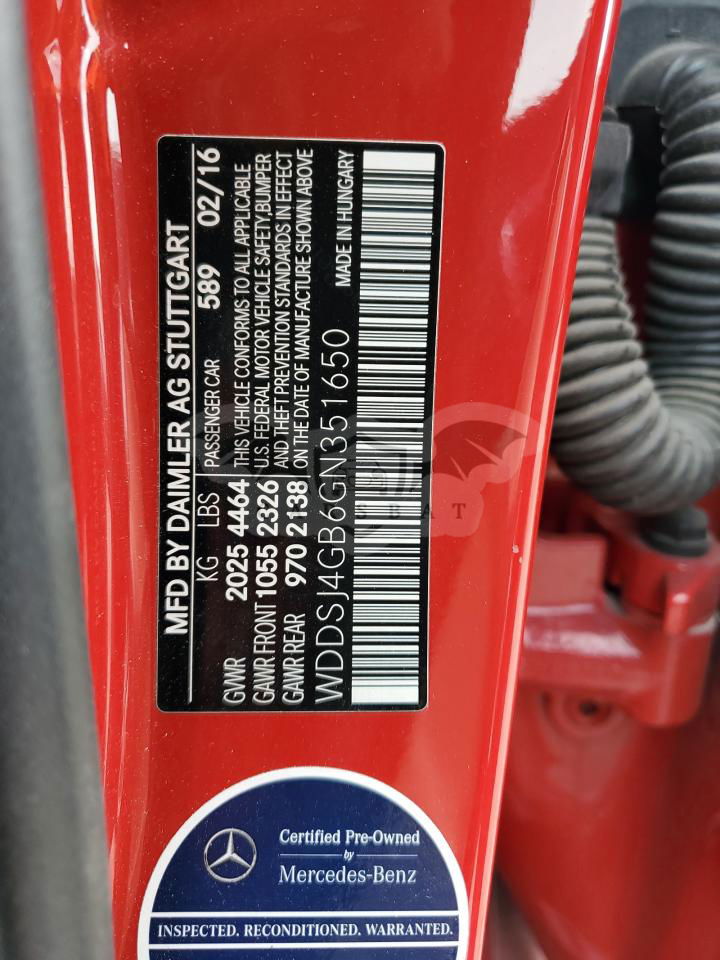 MFD BY DAIMLER AG STUTTGART
KG LBS PASSENGER CAR 589 02/16
GWR 2025 4464 THIS VEHICLE CONFORMS TO ALL APPLICABLE
GAWR FRONT 1055 2326 U.S. FEDERAL MOTOR VEHICLE SAFETY,BUMPER
GAWR REAR 970 2138 AND THEFT PREVENTION STANDARDS IN EFFECT
ON THE DATE OF MANUFACTURE SHOWN ABOVE
WDDSJ4GB6GN351650 MADE IN HUNGARY
Certified Pre-Owned
by
Mercedes-Benz
INSPECTED. RECONDITIONED. WARRANTED.